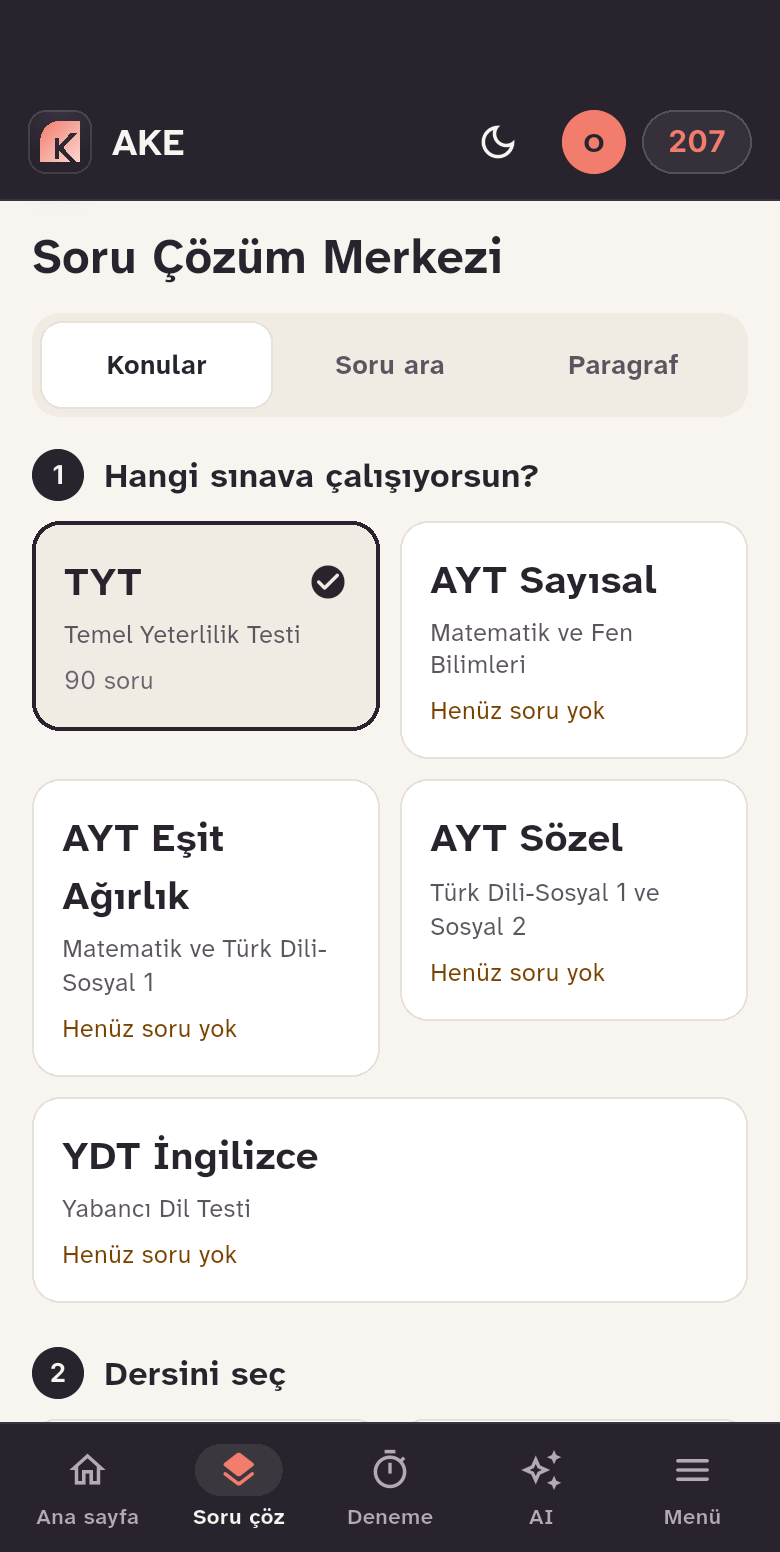 AKE
O
207
Soru Çözüm Merkezi
Konular
Soru ara
Paragraf
1
Hangi sınava çalışıyorsun?
TYT
Temel Yeterlilik Testi
90 soru
AYT Sayısal
Matematik ve Fen
Bilimleri
Henüz soru yok
AYT Eşit
Ağırlık
Matematik ve Türk Dili-
Sosyal 1
Henüz soru yok
AYT Sözel
Türk Dili-Sosyal 1 ve
Sosyal 2
Henüz soru yok
YDT İngilizce
Yabancı Dil Testi
Henüz soru yok
2
Dersini seç
Ana sayfa
Soru çöz
Deneme
AI
Menü